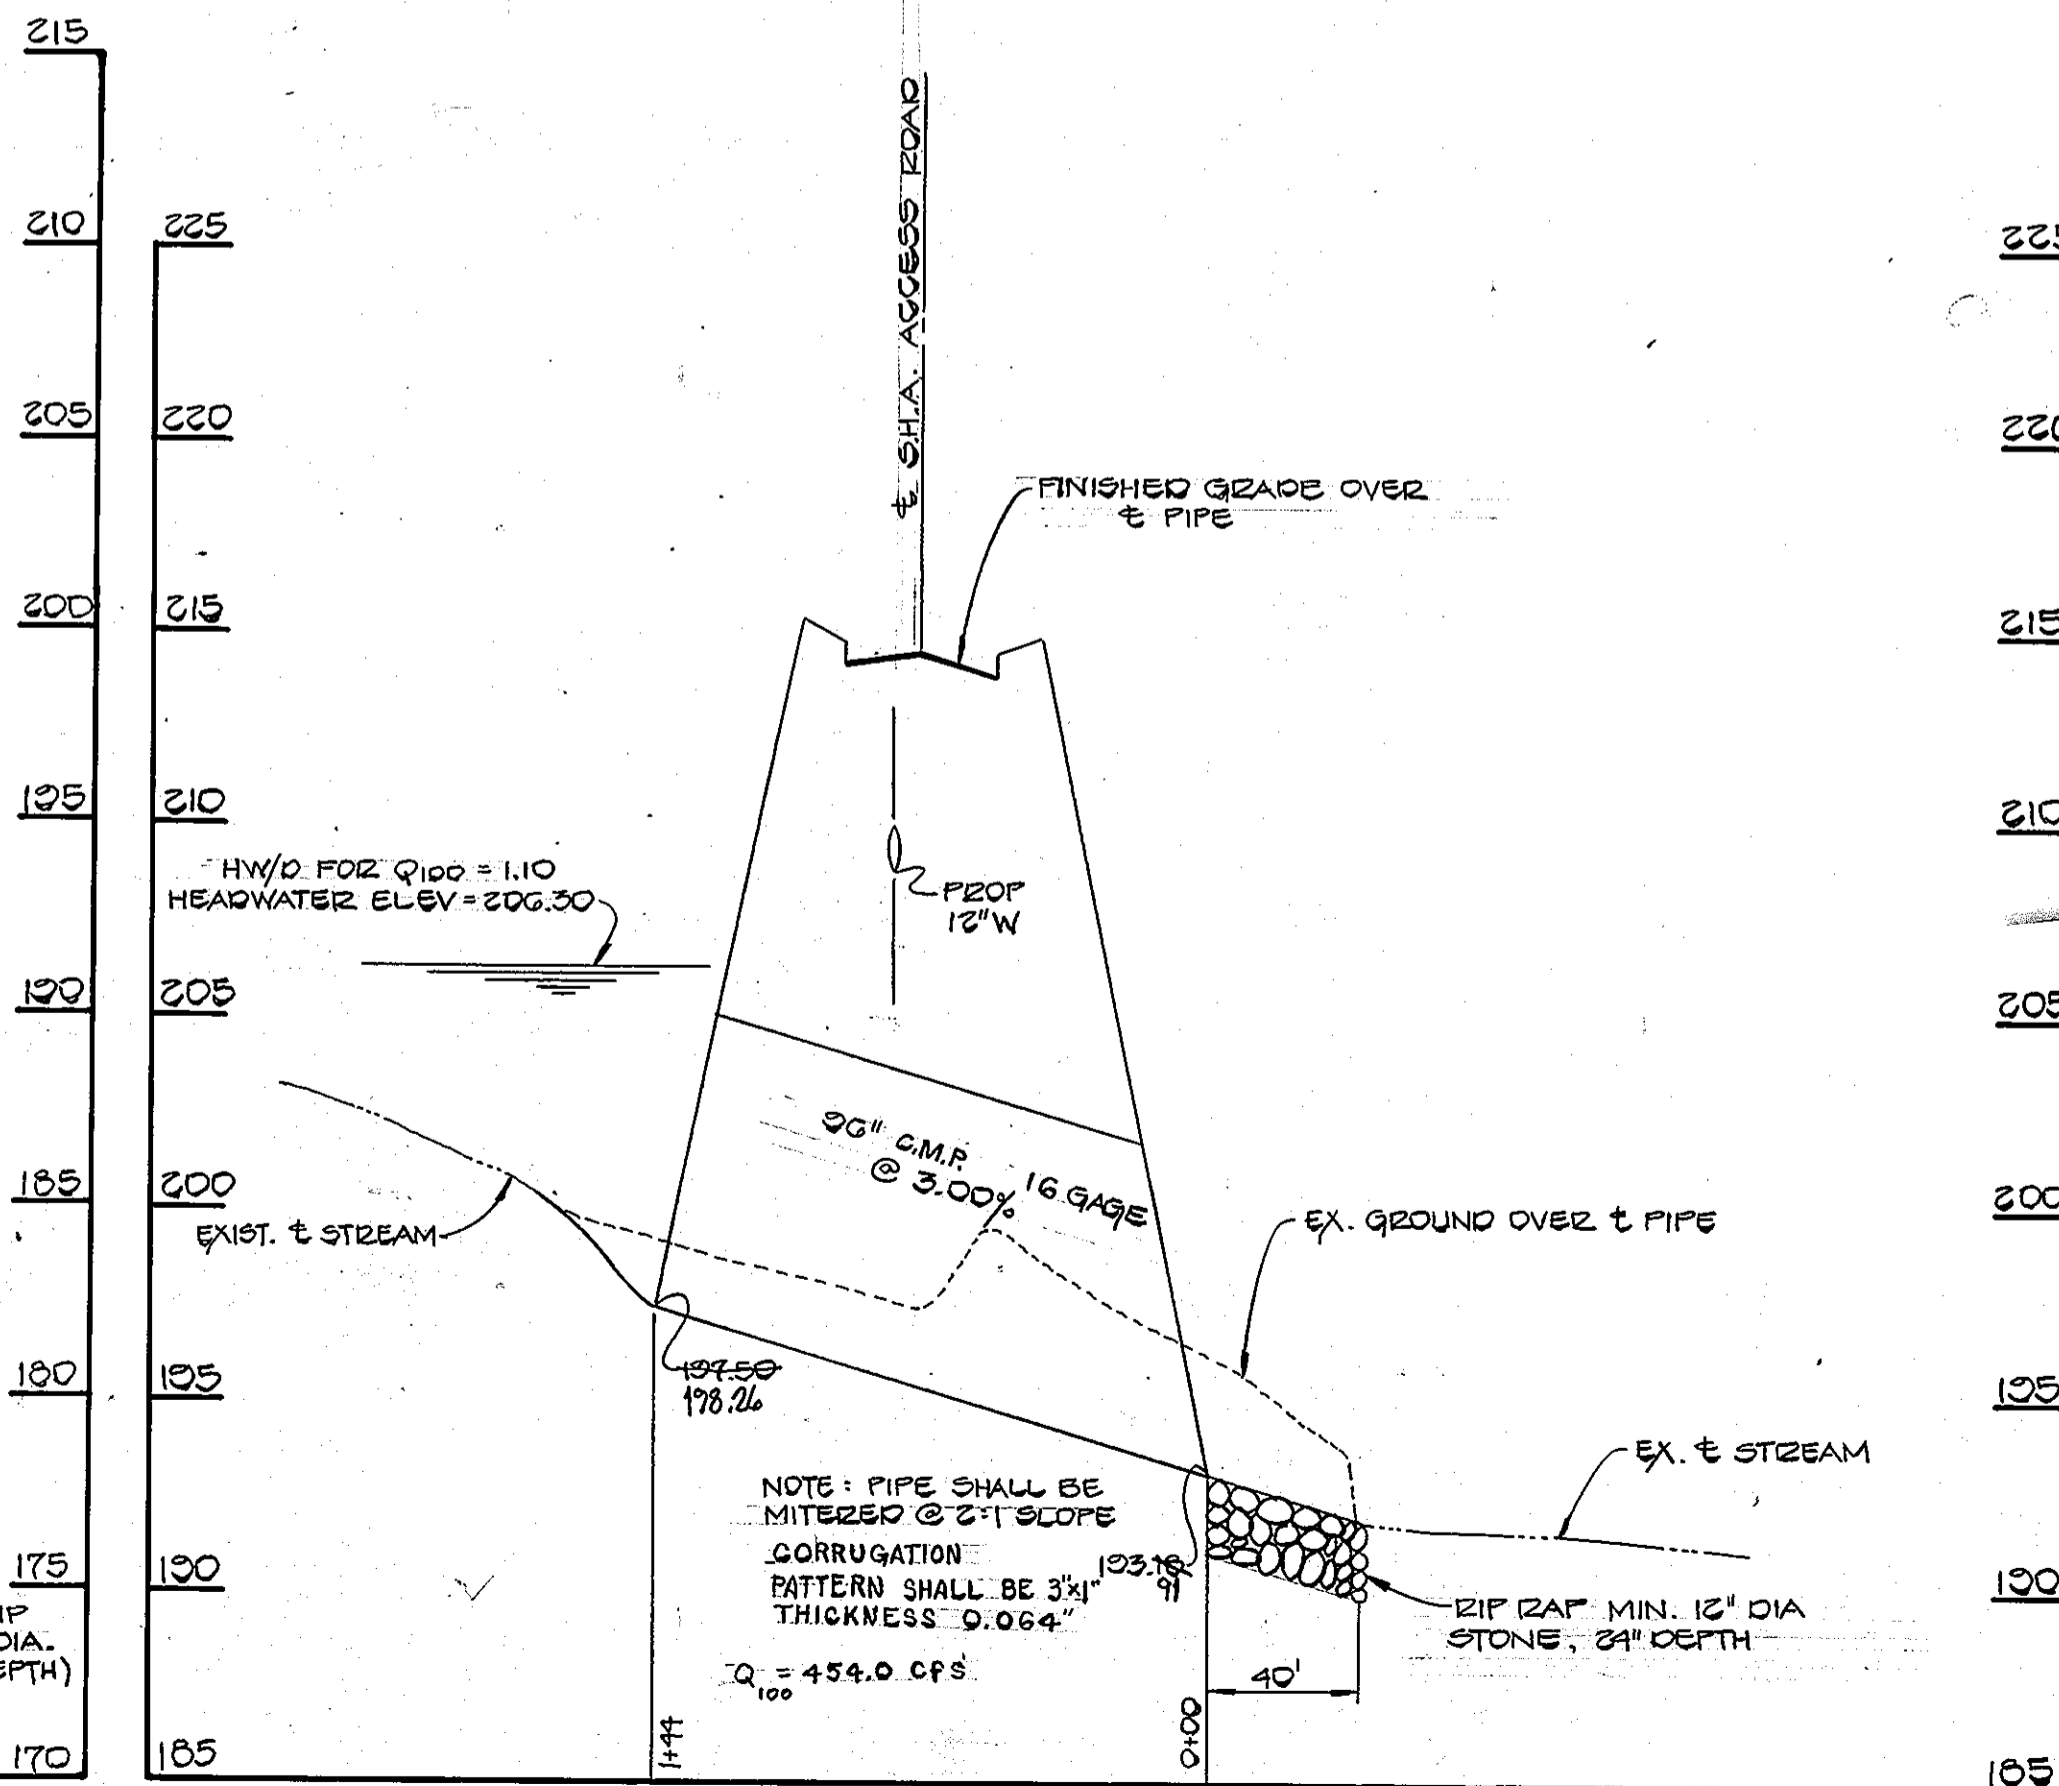 215
210
205
200
195
190
185
180
175
170
225
220
215
210
205
200
195
190
185
℄ S.H.A. ACCESS ROAD
FINISHED GRADE OVER
℄ PIPE
HW/D FOR Q100 = 1.10
HEADWATER ELEV = 206.30
PROP
12" W
96" C.M.P.
@ 3.00%
16 GAGE
EXIST. ℄ STREAM
EX. GROUND OVER ℄ PIPE
197.50
198.26
EX. ℄ STREAM
NOTE: PIPE SHALL BE
MITERED @ 2:1 SLOPE
CORRUGATION
PATTERN SHALL BE 3"x1"
THICKNESS 0.064"
Q100 = 454.0 cfs
193.18
91
RIP RAP MIN. 12" DIA
STONE, 24" DEPTH
40'
1+44
0+00
DIA.
225
220
215
210
205
200
195
190
185